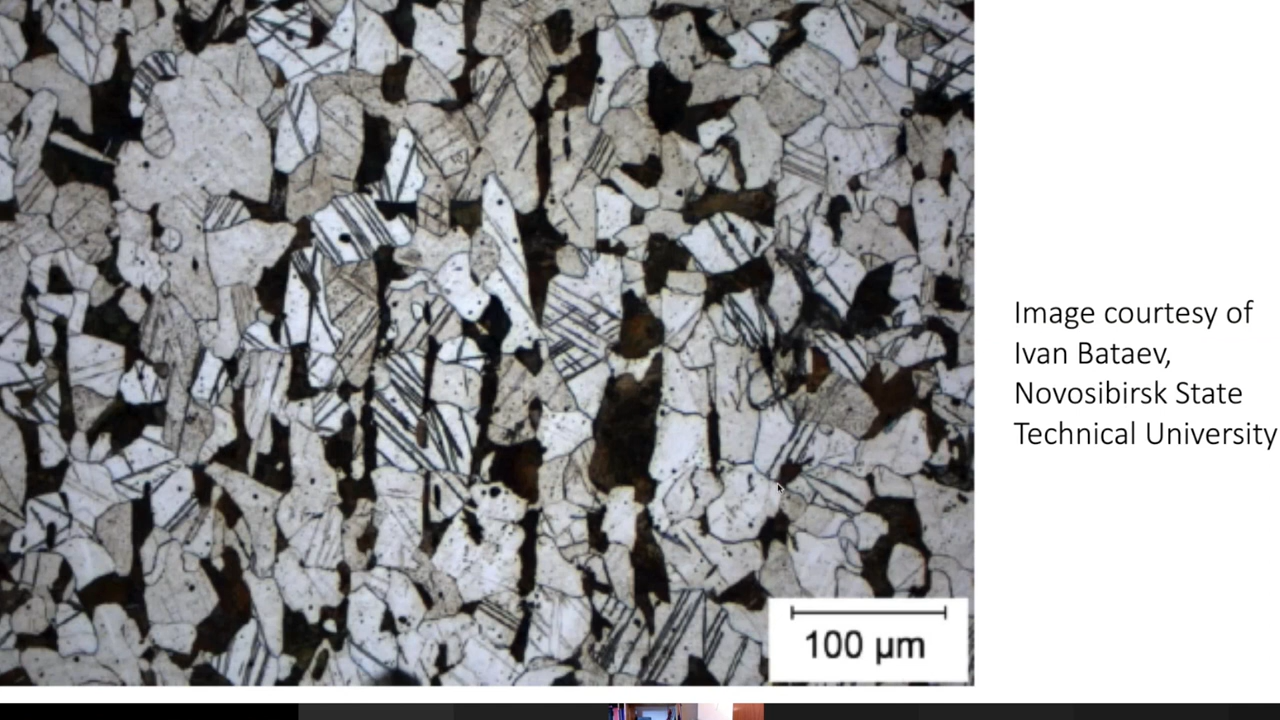 Image courtesy of
Ivan Bataev,
Novosibirsk State
Technical University
100 μm